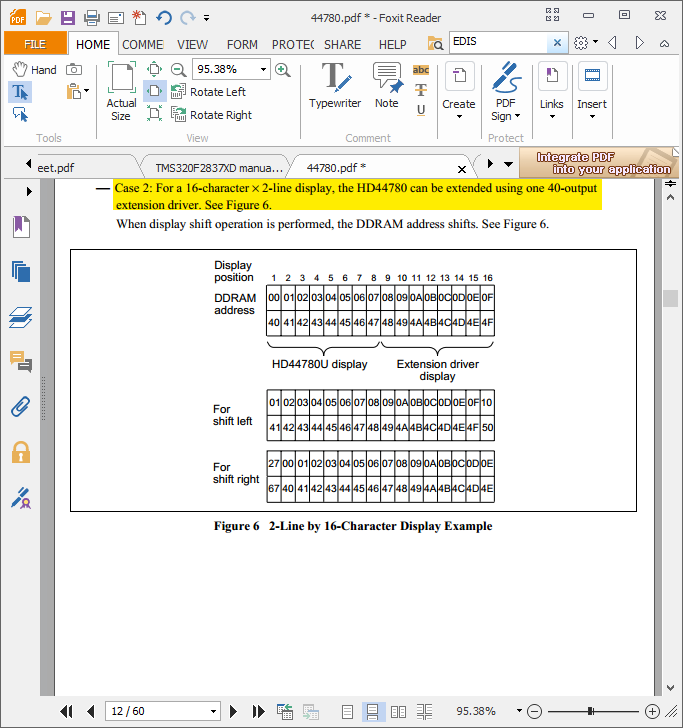 44780.pdf * - Foxit Reader
FILE HOME COMME VIEW FORM PROTEC SHARE HELP EDIS
Hand
95.38%
Actual Size
Rotate Left
Rotate Right
Typewriter
Note
abc
T
U
Create
PDF Sign
Links
Insert
Tools View Comment Protect
eet.pdf TMS320F2837XD manua... 44780.pdf *
Integrate PDF
into your application
— Case 2: For a 16-character × 2-line display, the HD44780 can be extended using one 40-output
extension driver. See Figure 6.
When display shift operation is performed, the DDRAM address shifts. See Figure 6.
Display
position 1 2 3 4 5 6 7 8 9 10 11 12 13 14 15 16
DDRAM
address
00 01 02 03 04 05 06 07 08 09 0A 0B 0C 0D 0E 0F
40 41 42 43 44 45 46 47 48 49 4A 4B 4C 4D 4E 4F
HD44780U display
Extension driver
display
For
shift left
01 02 03 04 05 06 07 08 09 0A 0B 0C 0D 0E 0F 10
41 42 43 44 45 46 47 48 49 4A 4B 4C 4D 4E 4F 50
For
shift right
27 00 01 02 03 04 05 06 07 08 09 0A 0B 0C 0D 0E
67 40 41 42 43 44 45 46 47 48 49 4A 4B 4C 4D 4E
Figure 6 2-Line by 16-Character Display Example
12 / 60
95.38%